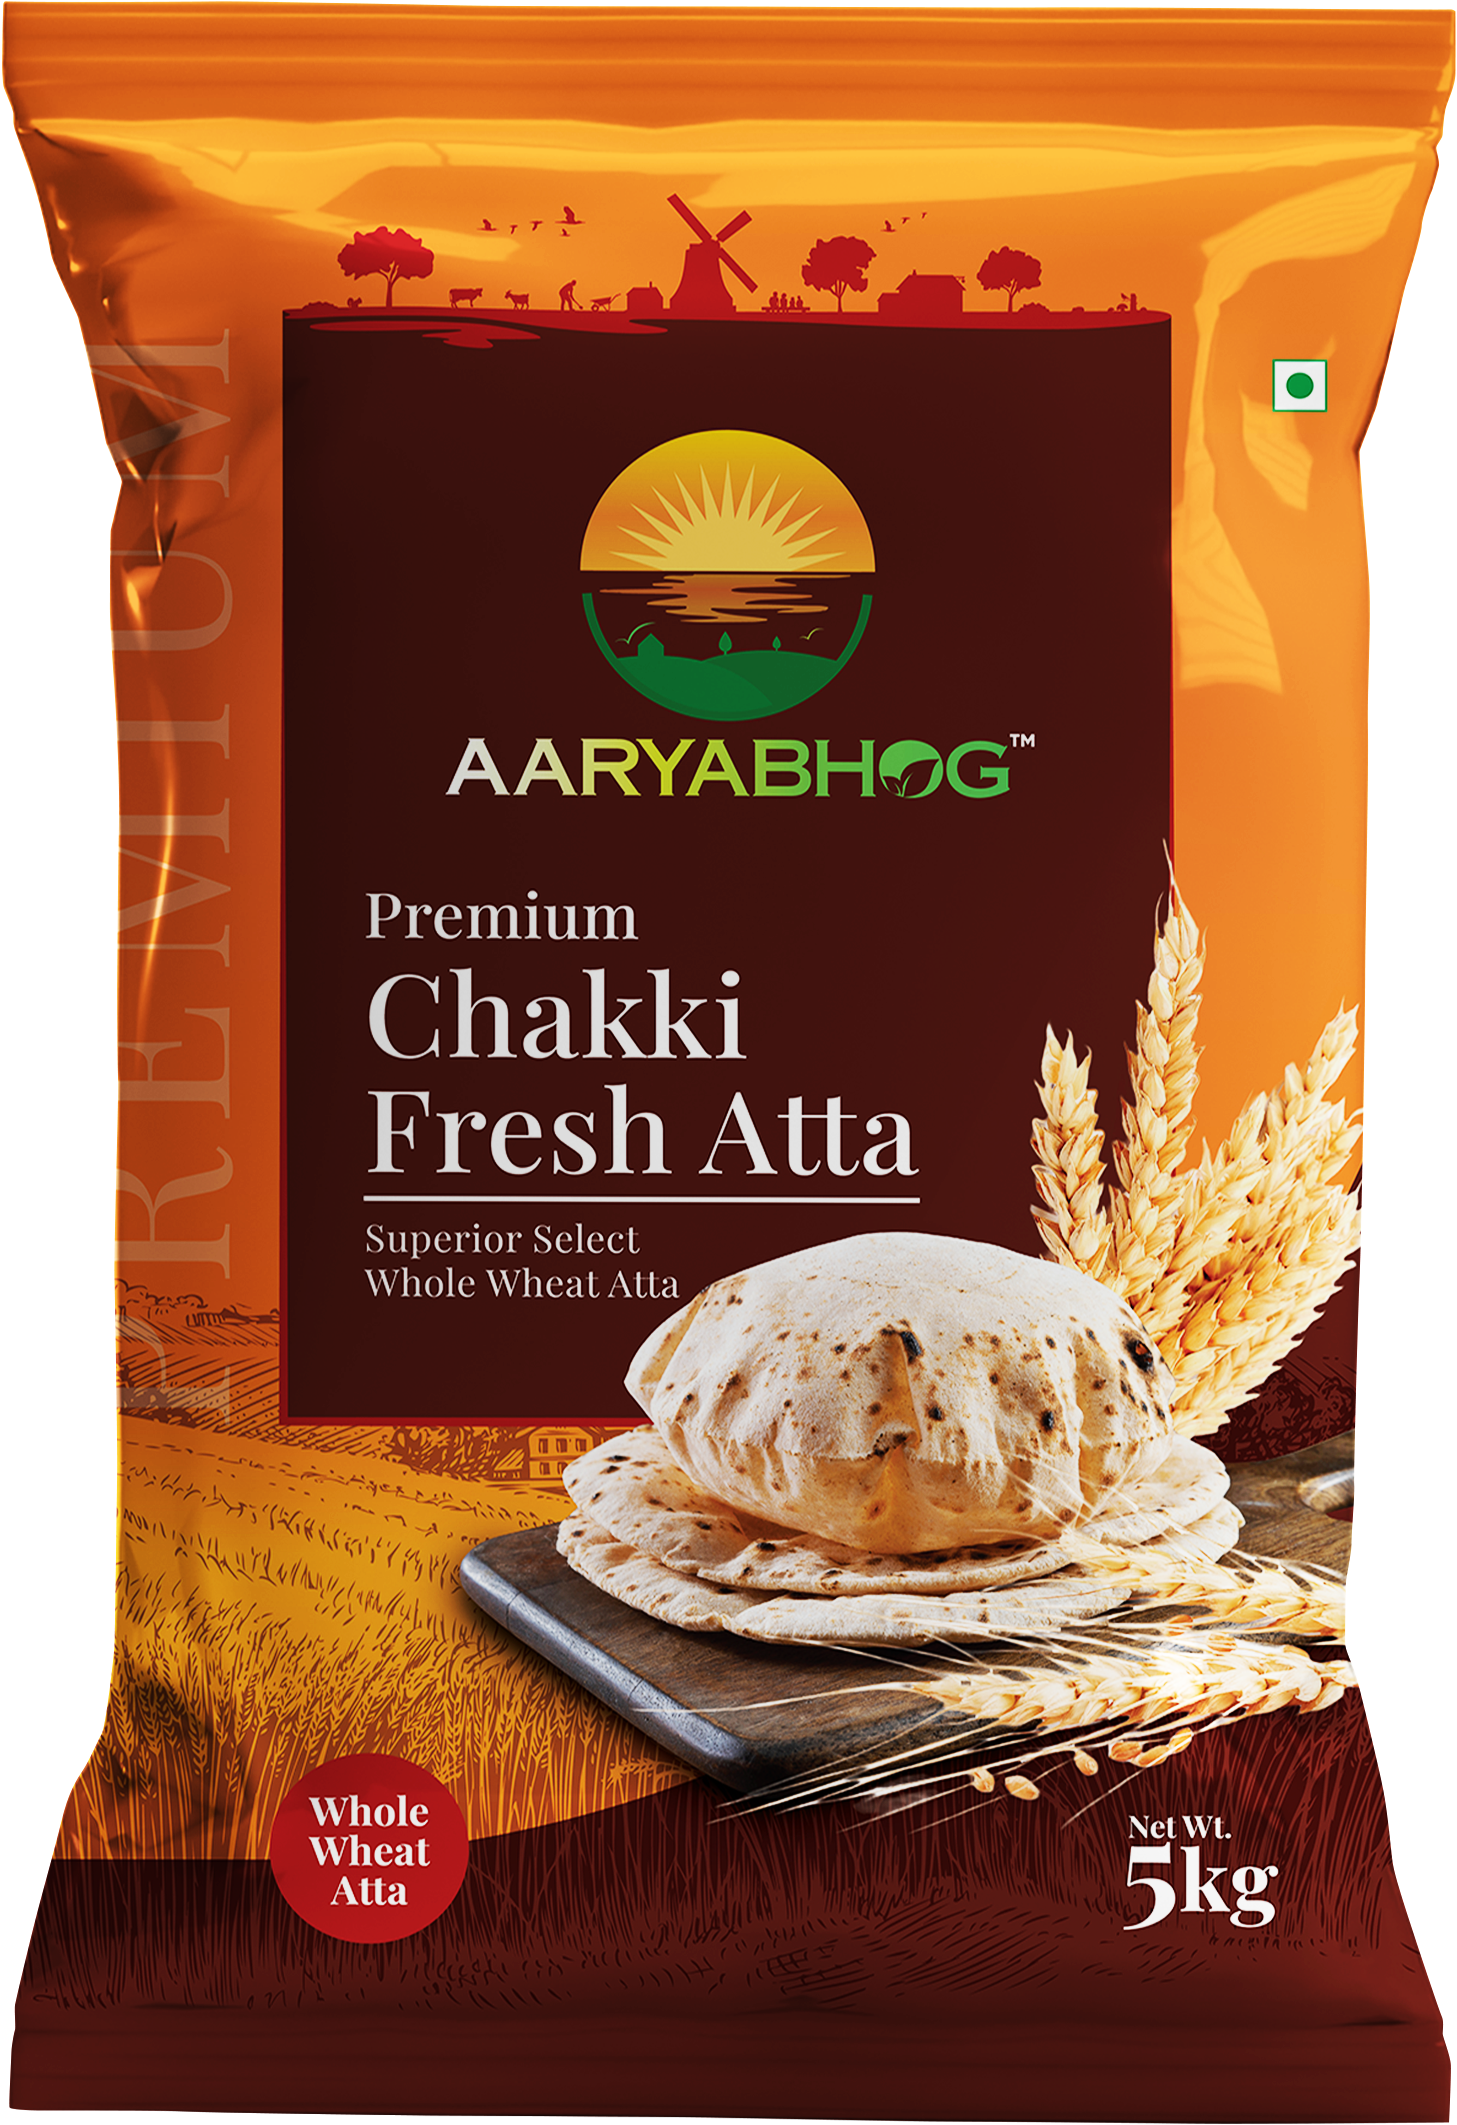 PREMIUM
AARYABHOG™
Premium
Chakki
Fresh Atta
Superior Select
Whole Wheat Atta
Whole
Wheat
Atta
Net Wt.
5kg